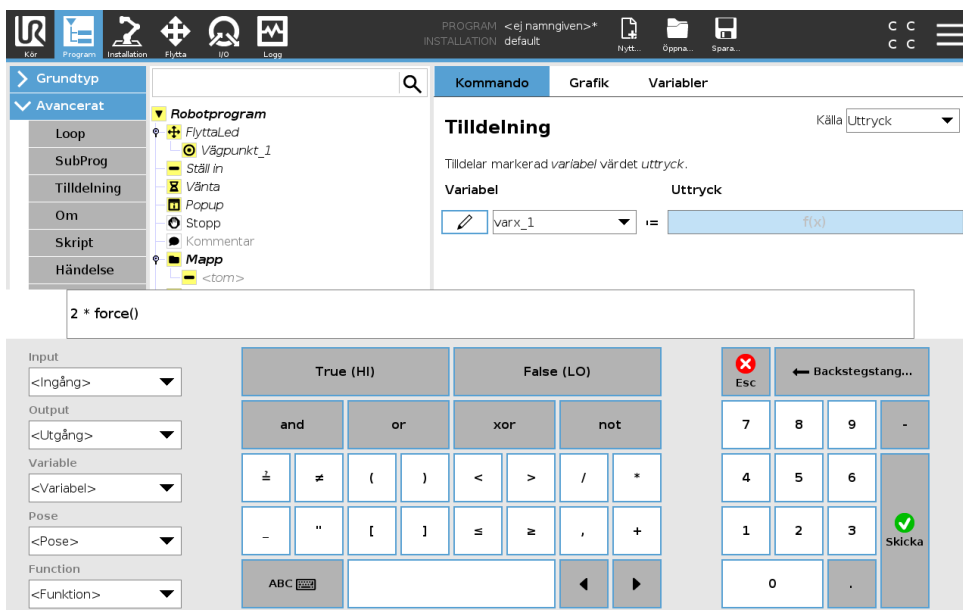 UR
PROGRAM <ej namngiven>*
INSTALLATION default
Kör Program Installation Flytta I/O Logg Nytt... Öppna... Spara...
C C
C C
Grundtyp
Avancerat
Loop
SubProg
Tilldelning
Om
Skript
Händelse
Robotprogram
FlyttaLed
Vägpunkt_1
Ställ in
Vänta
Popup
Stopp
Kommentar
Mapp
<tom>
Kommando Grafik Variabler
Tilldelning
Källa Uttryck
Tilldelar markerad variabel värdet uttryck.
Variabel Uttryck
varx_1 := f(x)
2 * force()
Input
<Ingång>
Output
<Utgång>
Variable
<Variabel>
Pose
<Pose>
Function
<Funktion>
True (HI) False (LO)
and or xor not
≟ ≠ ( ) < > / *
_ " [ ] ≤ ≥ , +
ABC
Esc Backstegstang...
7 8 9 -
4 5 6
1 2 3 Skicka
0 .